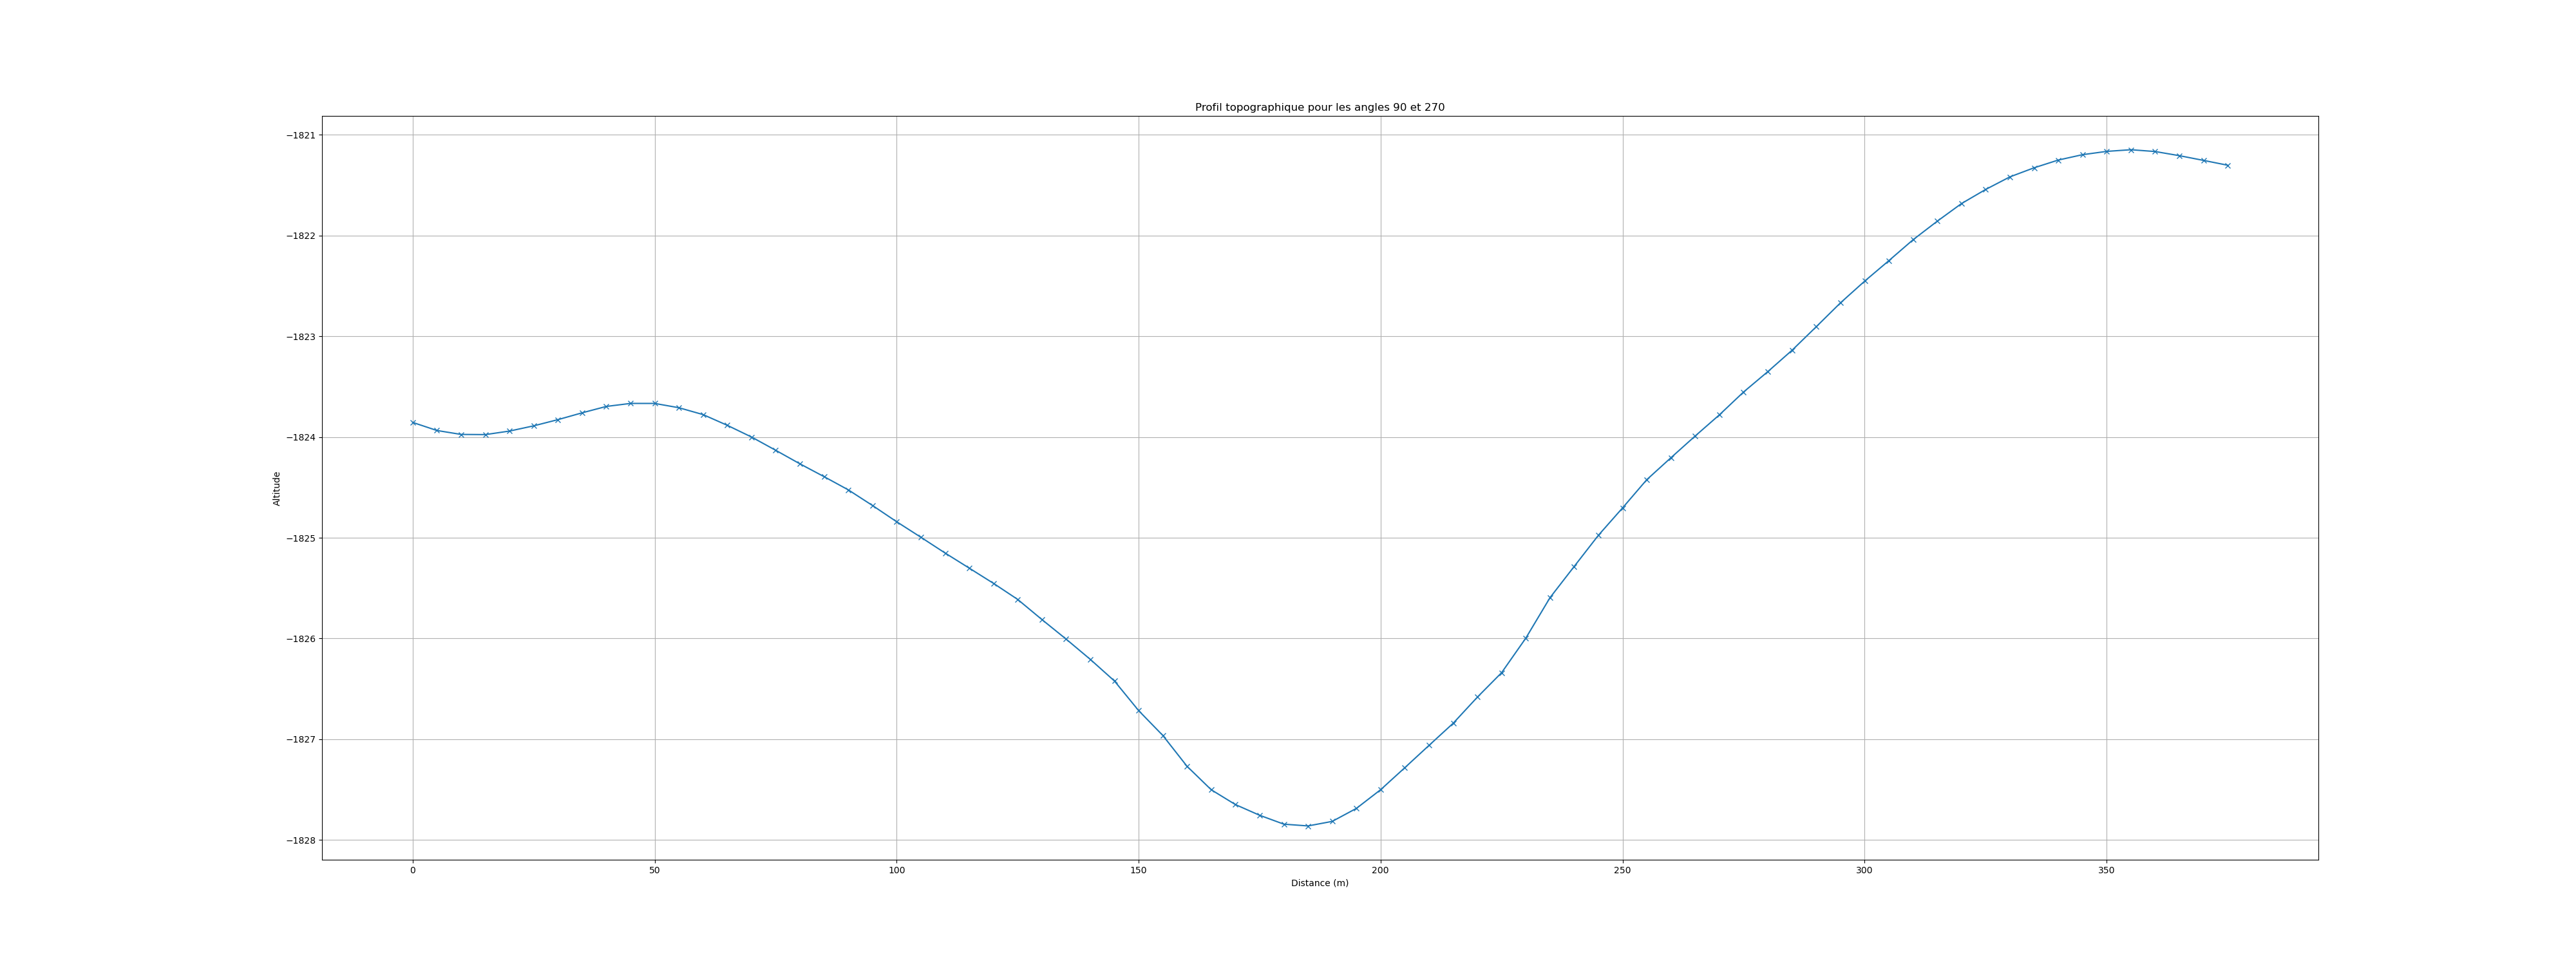 Profil topographique pour les angles 90 et 270
−1821
−1822
−1823
−1824
−1825
−1826
−1827
−1828
Altitude
0 50 100 150 200 250 300 350
Distance (m)